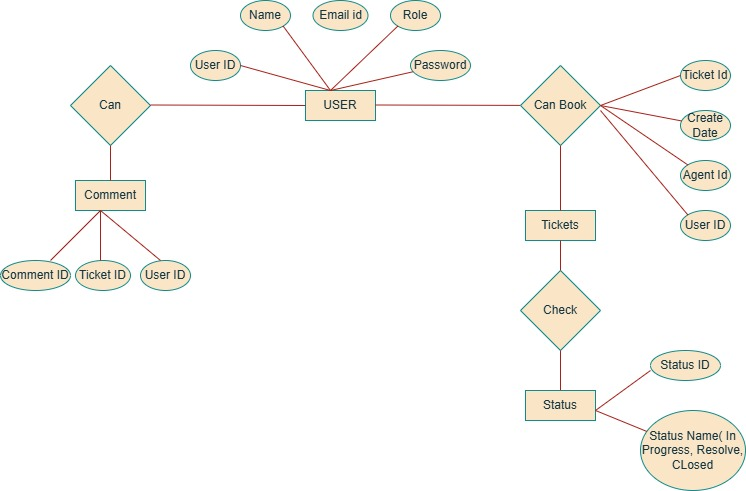 Name
Email id
Role
User ID
Password
Ticket Id
Can
USER
Can Book
Create
Date
Agent Id
Comment
Tickets
User ID
Comment ID
Ticket ID
User ID
Check
Status ID
Status
Status Name( In
Progress, Resolve,
CLosed